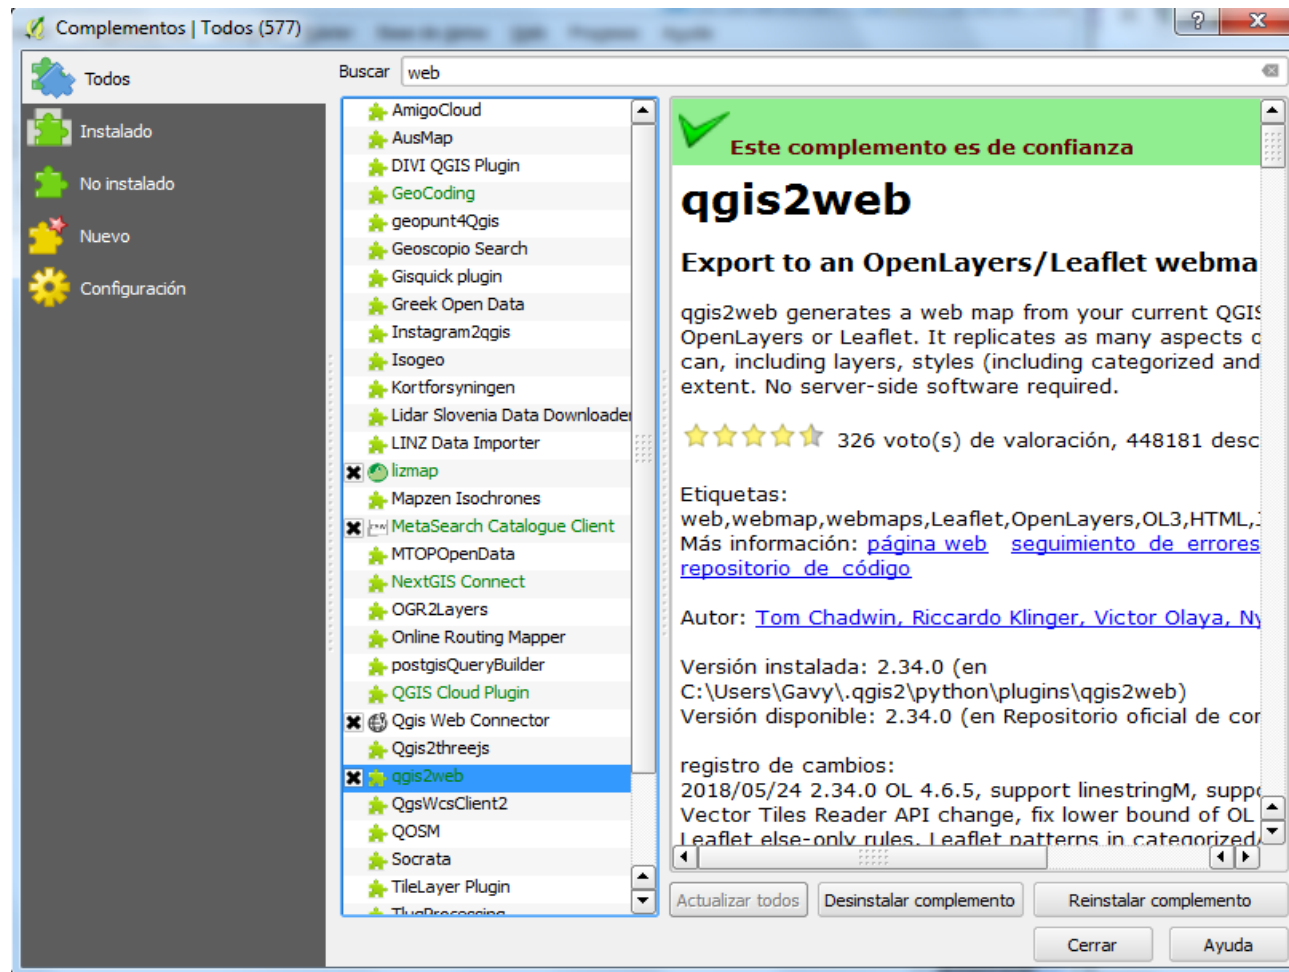 Complementos | Todos (577)
Todos
Instalado
No instalado
Nuevo
Configuración
Buscar web
AmigoCloud
AusMap
DIVI QGIS Plugin
GeoCoding
geopunt4Qgis
Geoscopio Search
Gisquick plugin
Greek Open Data
Instagram2qgis
Isogeo
Kortforsyningen
Lidar Slovenia Data Downloader
LINZ Data Importer
lizmap
Mapzen Isochrones
MetaSearch Catalogue Client
MTOPOpenData
NextGIS Connect
OGR2Layers
Online Routing Mapper
postgisQueryBuilder
QGIS Cloud Plugin
Qgis Web Connector
Qgis2threejs
qgis2web
QgsWcsClient2
QOSM
Socrata
TileLayer Plugin
TlugProcessing
Este complemento es de confianza
qgis2web
Export to an OpenLayers/Leaflet webma
qgis2web generates a web map from your current QGIS
OpenLayers or Leaflet. It replicates as many aspects o
can, including layers, styles (including categorized and
extent. No server-side software required.
326 voto(s) de valoración, 448181 desc
Etiquetas:
web,webmap,webmaps,Leaflet,OpenLayers,OL3,HTML,J
Más información: página web seguimiento de errores
repositorio de código
Autor: Tom Chadwin, Riccardo Klinger, Victor Olaya, Ny
Versión instalada: 2.34.0 (en
C:\Users\Gavy\.qgis2\python\plugins\qgis2web)
Versión disponible: 2.34.0 (en Repositorio oficial de cor
registro de cambios:
2018/05/24 2.34.0 OL 4.6.5, support linestringM, suppo
Vector Tiles Reader API change, fix lower bound of OL
Leaflet else-only rules, Leaflet patterns in categorized/
Actualizar todos Desinstalar complemento Reinstalar complemento
Cerrar Ayuda